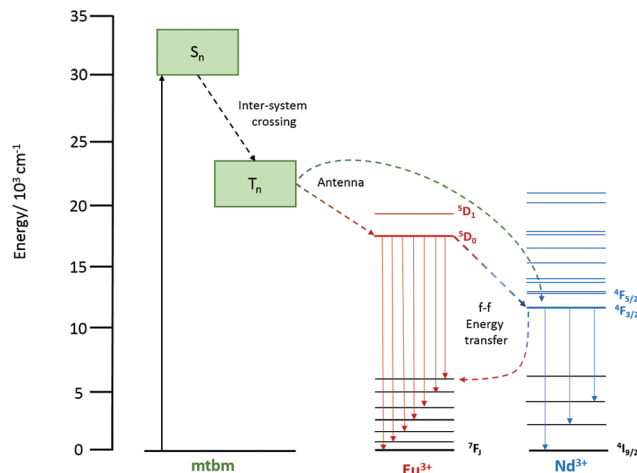 35
30
25
20
15
10
5
0
Energy/ 10³ cm⁻¹
Sₙ
Inter-system
crossing
Tₙ
Antenna
⁵D₁
⁵D₀
f-f
Energy
transfer
⁴F₅/₂
⁴F₃/₂
⁷F_J
⁴I₉/₂
mtbm
Eu³⁺
Nd³⁺